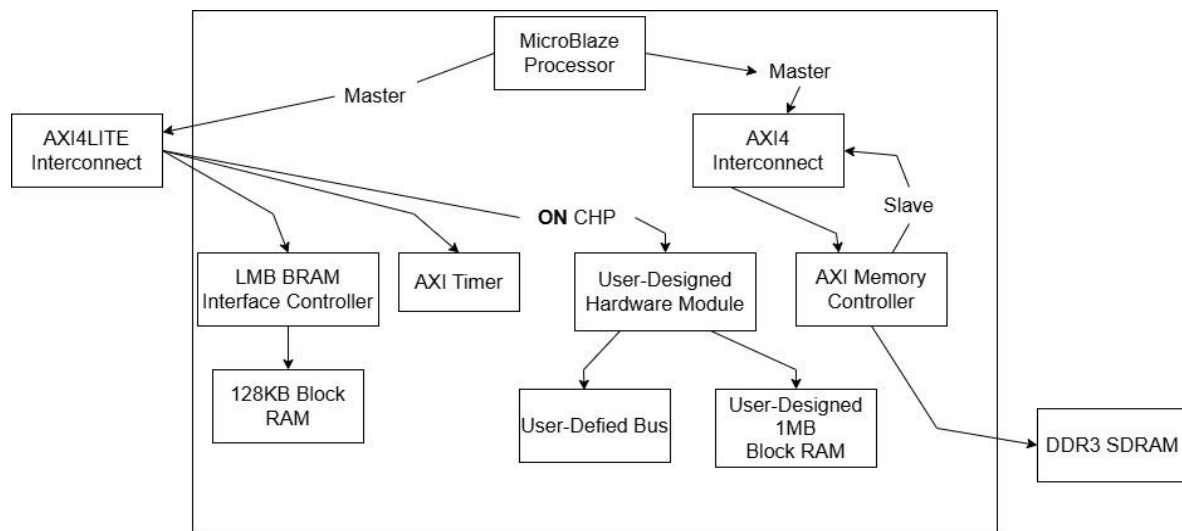 MicroBlaze
Processor
Master
Master
AXI4LITE
Interconnect
AXI4
Interconnect
Slave
ON CHP
LMB BRAM
Interface Controller
AXI Timer
User-Designed
Hardware Module
AXI Memory
Controller
128KB Block
RAM
User-Defied Bus
User-Designed
1MB
Block RAM
DDR3 SDRAM